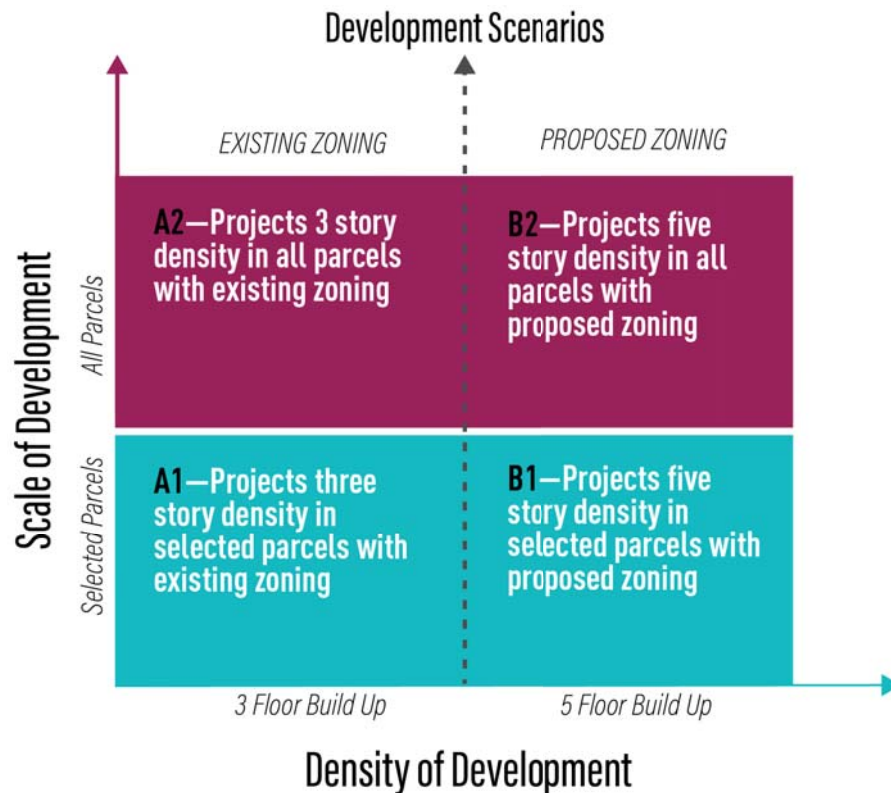 Development Scenarios
EXISTING ZONING
PROPOSED ZONING
Scale of Development
All Parcels
Selected Parcels
A2—Projects 3 story
density in all parcels
with existing zoning
B2—Projects five
story density in all
parcels with
proposed zoning
A1—Projects three
story density in
selected parcels with
existing zoning
B1—Projects five
story density in
selected parcels with
proposed zoning
3 Floor Build Up
5 Floor Build Up
Density of Development